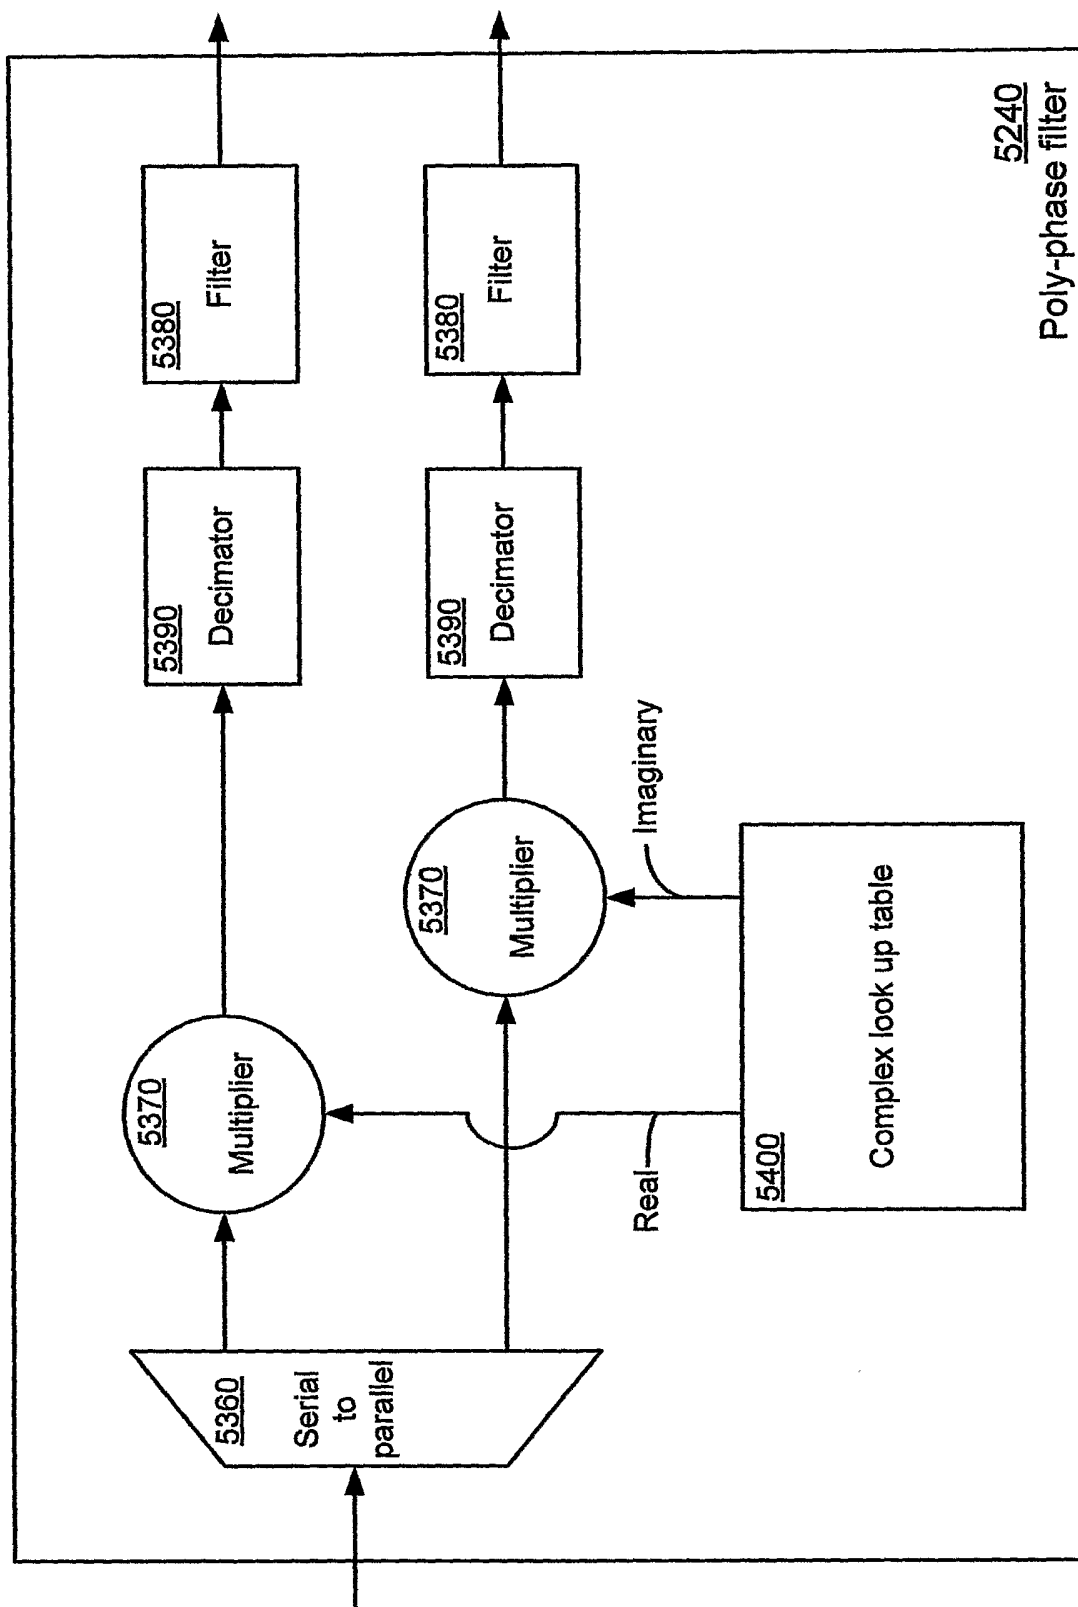 5360
Serial
to
parallel
5370
Multiplier
5390
Decimator
5380
Filter
5370
Multiplier
5390
Decimator
5380
Filter
Real
Imaginary
5400
Complex look up table
5240
Poly-phase filter